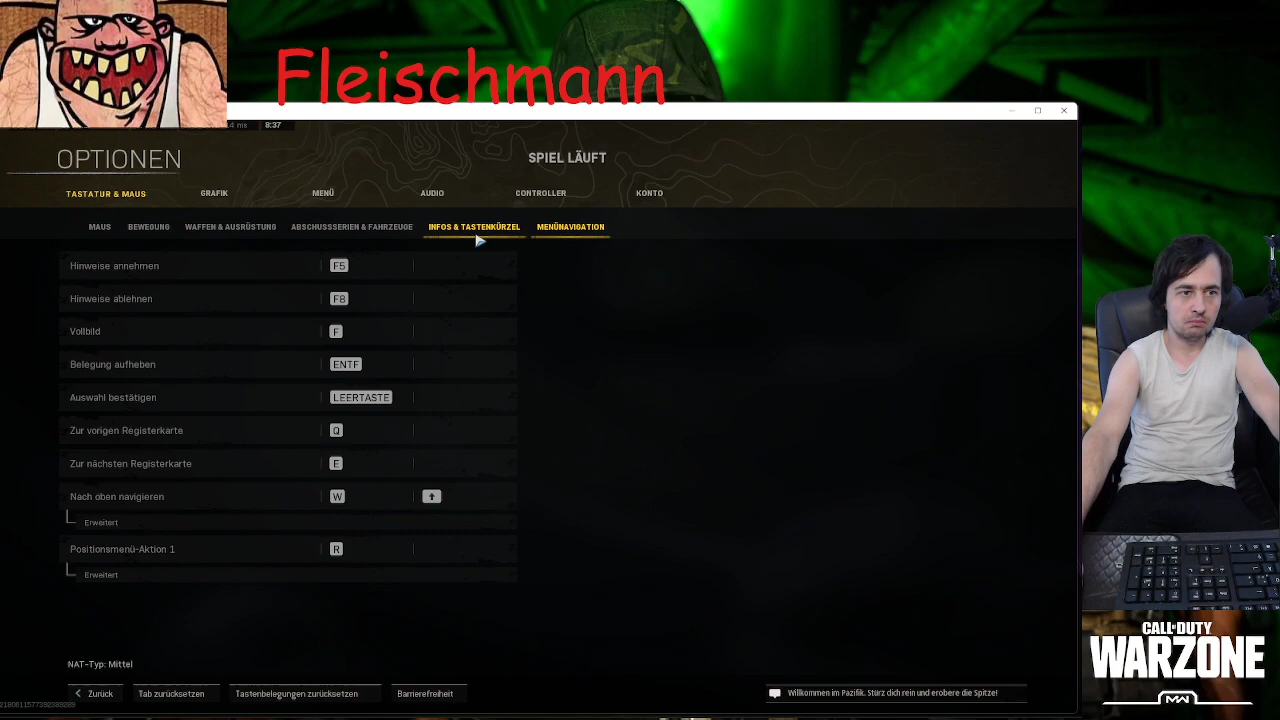 Fleischmann
4 ms 8:37
OPTIONEN
SPIEL LÄUFT
TASTATUR & MAUS GRAFIK MENÜ AUDIO CONTROLLER KONTO
MAUS BEWEGUNG WAFFEN & AUSRÜSTUNG ABSCHUSSSERIEN & FAHRZEUGE INFOS & TASTENKÜRZEL MENÜNAVIGATION
Hinweise annehmen F5
Hinweise ablehnen F8
Vollbild F
Belegung aufheben ENTF
Auswahl bestätigen LEERTASTE
Zur vorigen Registerkarte Q
Zur nächsten Registerkarte E
Nach oben navigieren W
Erweitert
Positionsmenü-Aktion 1 R
Erweitert
NAT-Typ: Mittel
Zurück Tab zurücksetzen Tastenbelegungen zurücksetzen Barrierefreiheit
Willkommen im Pazifik. Stürz dich rein und erobere die Spitze!
CALL OF DUTY
WARZONE
MW